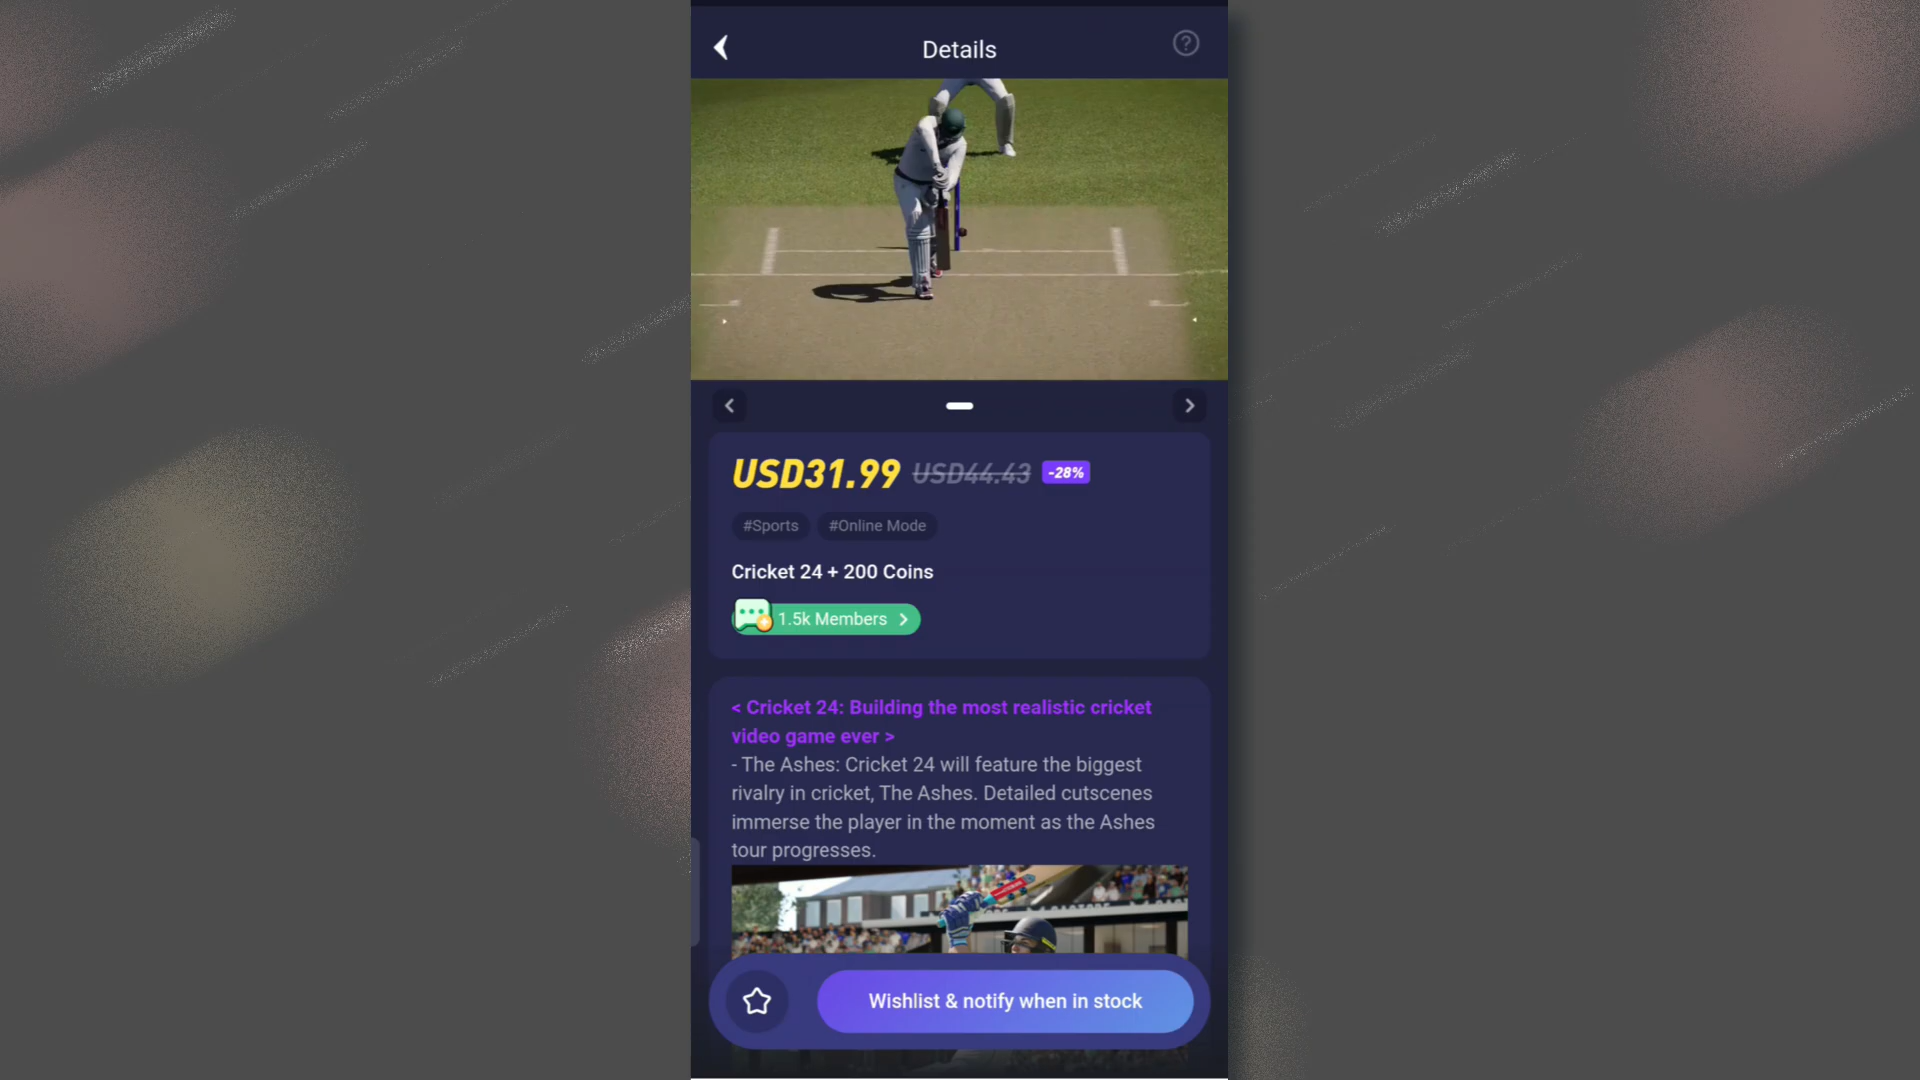 Details
USD31.99 USD44.43 -28%
#Sports #Online Mode
Cricket 24 + 200 Coins
1.5k Members
< Cricket 24: Building the most realistic cricket
video game ever >
- The Ashes: Cricket 24 will feature the biggest
rivalry in cricket, The Ashes. Detailed cutscenes
immerse the player in the moment as the Ashes
tour progresses.
Wishlist & notify when in stock